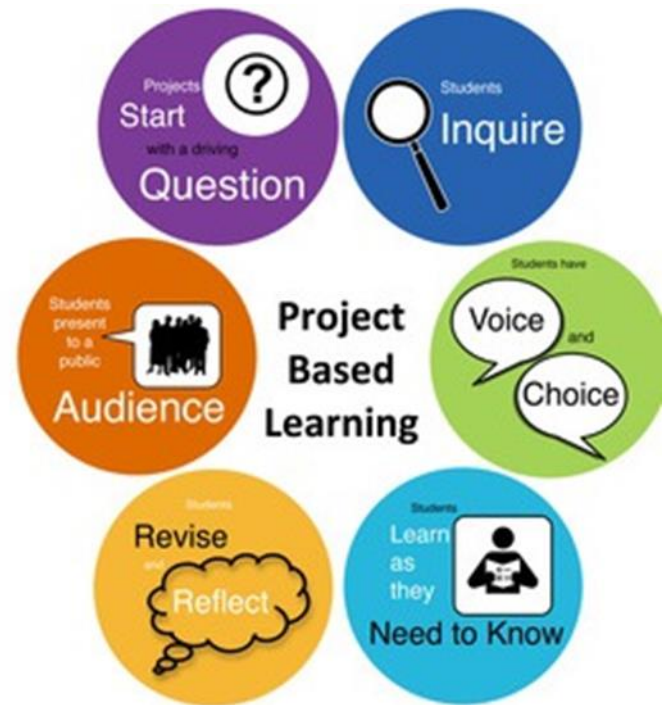 Projects
Start
with a driving
Question
?
Students
Inquire
Students have
Voice
and
Choice
Students
Learn
as
they
Need to Know
Students
Revise
and
Reflect
Students
present
to a
public
Audience
Project
Based
Learning